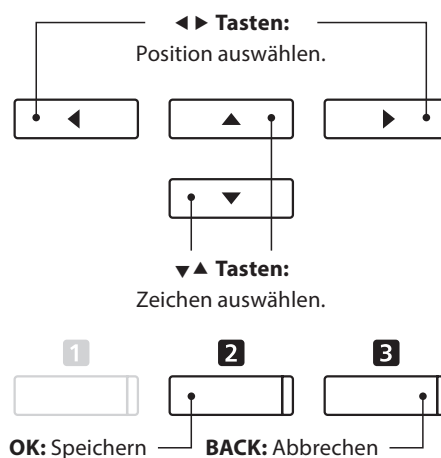 ◀ ▶ Tasten:
Position auswählen.
◀ ▲ ▶
▼
▼ ▲ Tasten:
Zeichen auswählen.
1 2 3
OK: Speichern BACK: Abbrechen